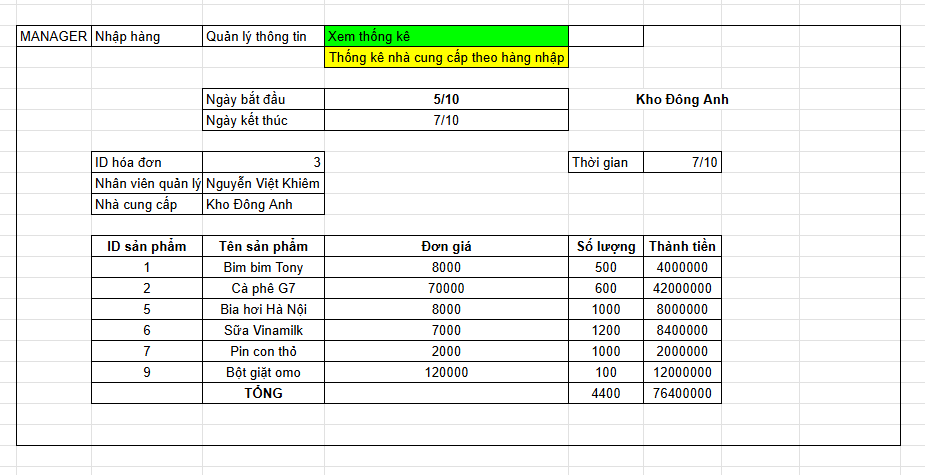 MANAGER Nhập hàng Quản lý thông tin Xem thống kê
Thống kê nhà cung cấp theo hàng nhập
Ngày bắt đầu 5/10 Kho Đông Anh
Ngày kết thúc 7/10
ID hóa đơn 3 Thời gian 7/10
Nhân viên quản lý Nguyễn Việt Khiêm
Nhà cung cấp Kho Đông Anh
ID sản phẩm Tên sản phẩm Đơn giá Số lượng Thành tiền
1 Bim bim Tony 8000 500 4000000
2 Cà phê G7 70000 600 42000000
5 Bia hơi Hà Nội 8000 1000 8000000
6 Sữa Vinamilk 7000 1200 8400000
7 Pin con thỏ 2000 1000 2000000
9 Bột giặt omo 120000 100 12000000
TỔNG 4400 76400000